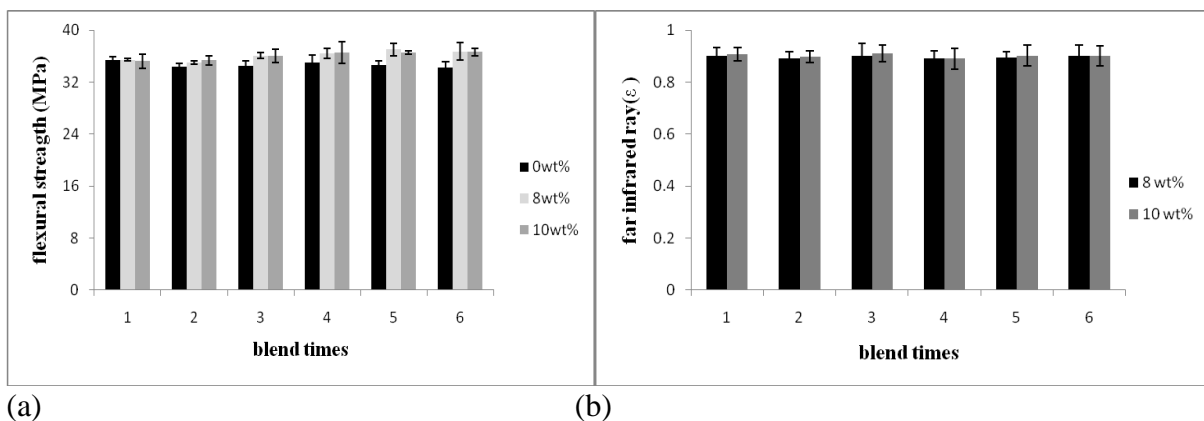 40
32
24
16
8
0
flexural streagth (MPa)
1 2 3 4 5 6
blend times
0wt%
8wt%
10wt%
(a)
1
0.8
0.6
0.4
0.2
0
far infrared ray(ε )
1 2 3 4 5 6
blend times
8 wt%
10 wt%
(b)